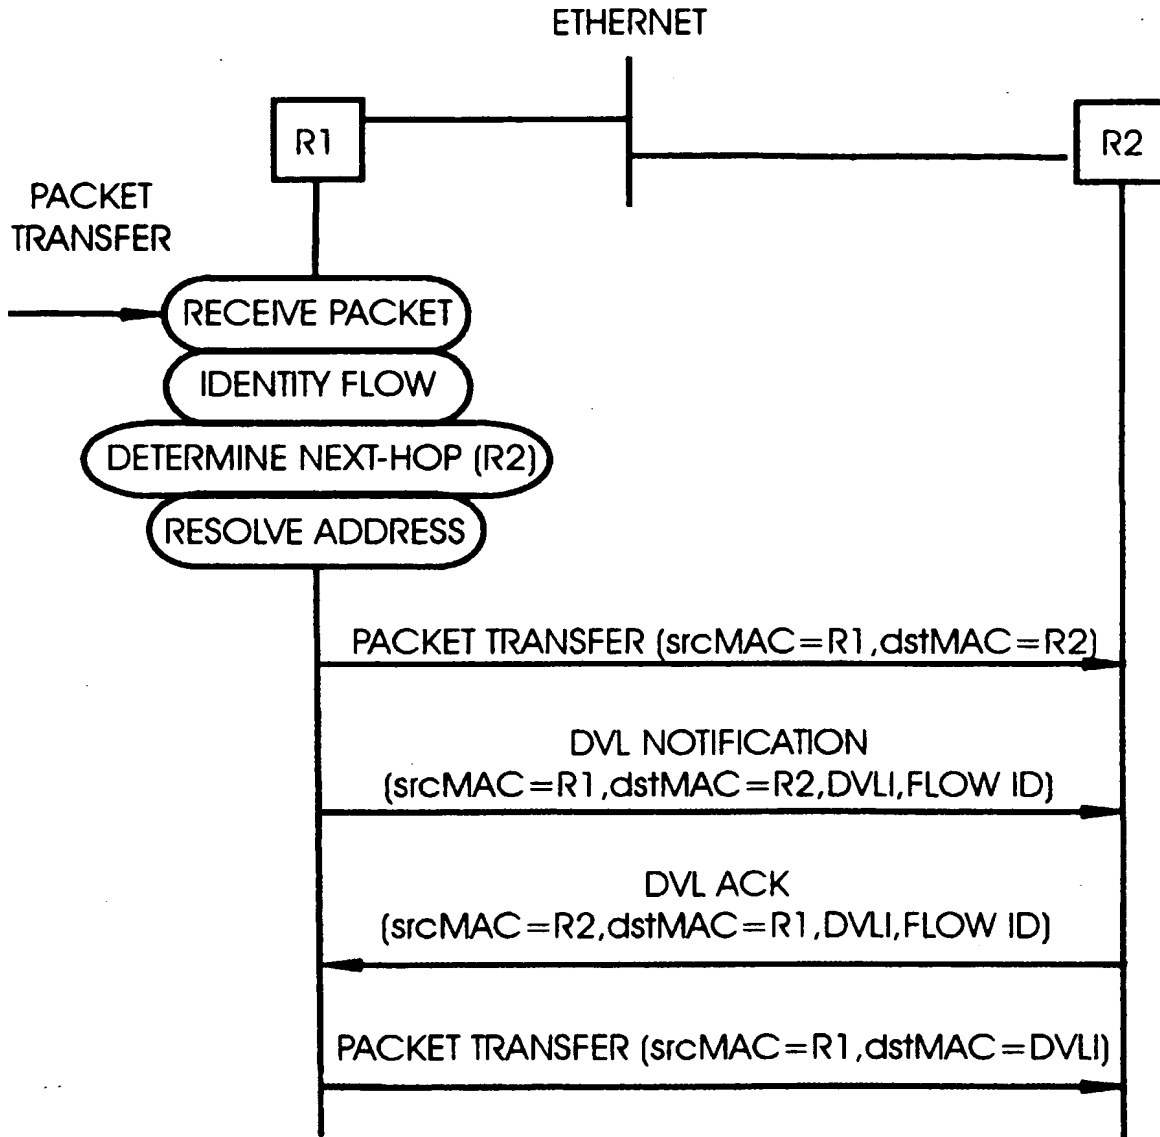 ETHERNET
R1
R2
PACKET
TRANSFER
RECEIVE PACKET
IDENTITY FLOW
DETERMINE NEXT-HOP (R2)
RESOLVE ADDRESS
PACKET TRANSFER (srcMAC=R1,dstMAC=R2)
DVL NOTIFICATION
(srcMAC=R1,dstMAC=R2,DVLI,FLOW ID)
DVL ACK
(srcMAC=R2,dstMAC=R1,DVLI,FLOW ID)
PACKET TRANSFER (srcMAC=R1,dstMAC=DVLI)